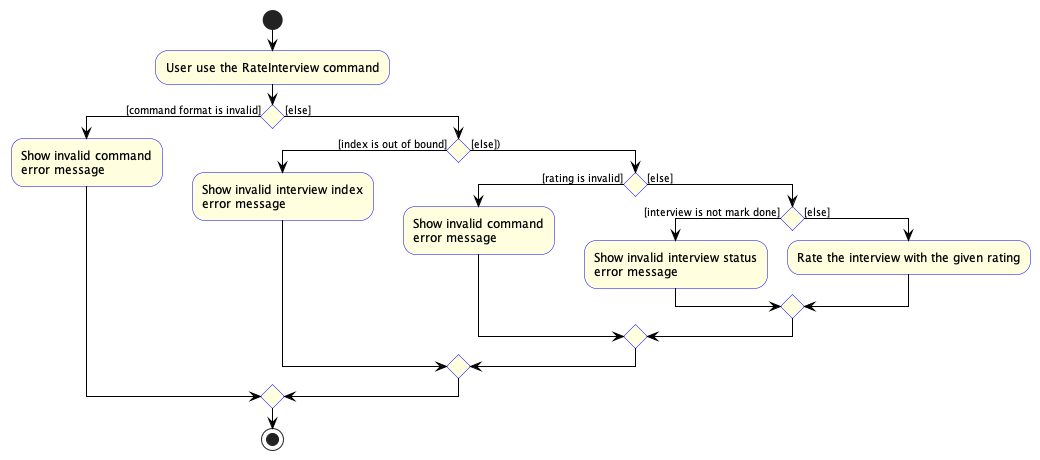 User use the RateInterview command
[command format is invalid]
[else]
Show invalid command
error message
[index is out of bound]
[else])
Show invalid interview index
error message
[rating is invalid]
[else]
Show invalid command
error message
[interview is not mark done]
[else]
Show invalid interview status
error message
Rate the interview with the given rating